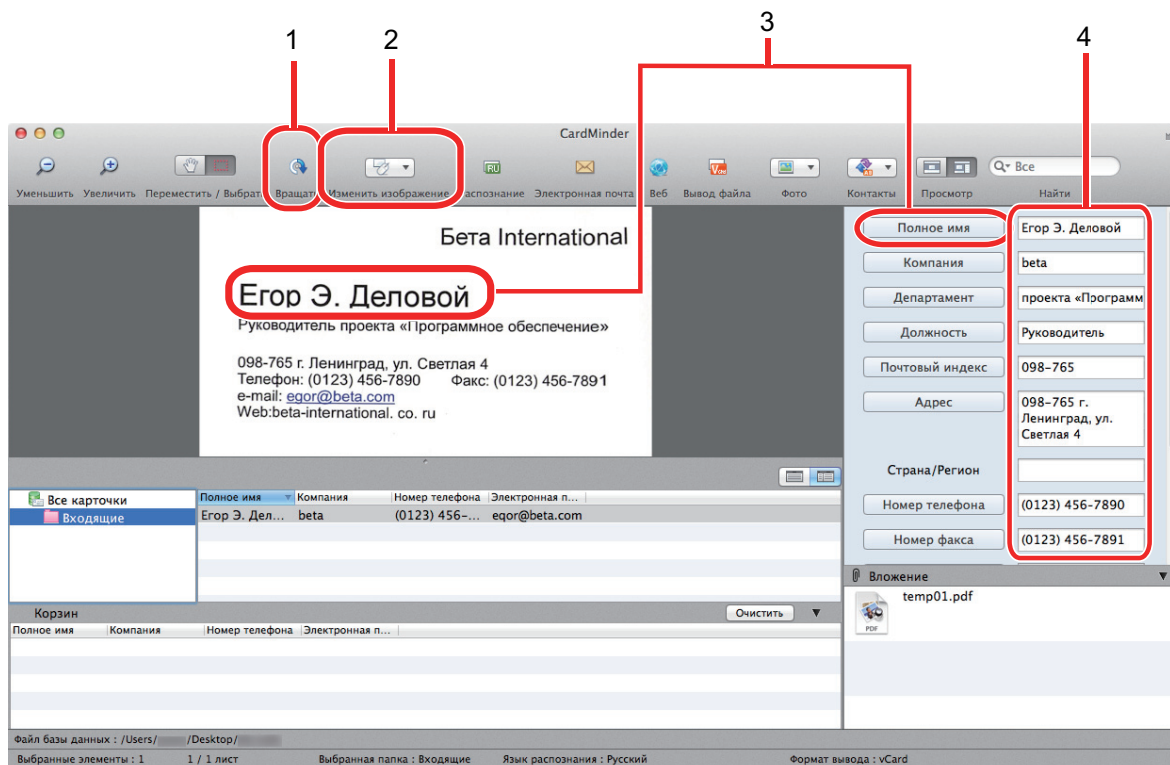 1
2
3
4
CardMinder
Уменьшить Увеличить Переместить / Выбрат Вращать Изменить изображение аспознание Электронная почта Веб Вывод файла Фото Контакты Просмотр Найти
RU
Все
Бета International
Егор Э. Деловой
Руководитель проекта «Программное обеспечение»
098-765 г. Ленинград, ул. Светлая 4
Телефон: (0123) 456-7890 Факс: (0123) 456-7891
e-mail: egor@beta.com
Web:beta-international. co. ru
Полное имя Егор Э. Деловой
Компания beta
Департамент проекта «Программ
Должность Руководитель
Почтовый индекс 098-765
Адрес 098-765 г.
Ленинград, ул.
Светлая 4
Страна/Регион
Номер телефона (0123) 456-7890
Номер факса (0123) 456-7891
Все карточки
Входящие
Полное имя Компания Номер телефона Электронная п...
Егор Э. Дел... beta (0123) 456-... eqor@beta.com
Вложение
temp01.pdf
PDF
Корзин Очистить
Полное имя Компания Номер телефона Электронная п...
Файл базы данных : /Users/ /Desktop/
Выбранные элементы : 1 1 / 1 лист Выбранная папка : Входящие Язык распознания : Русский Формат вывода : vCard